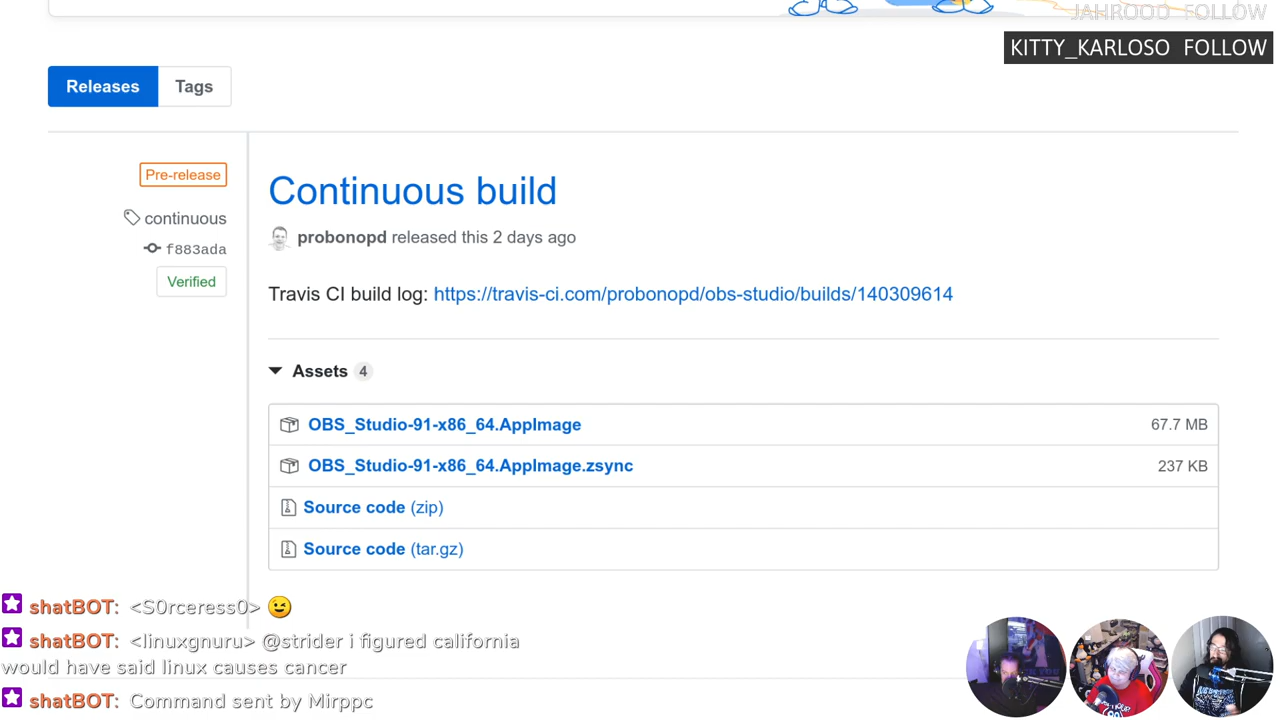 JAHROOO FOLLOW
KITTY_KARLOSO FOLLOW
Releases
Tags
Pre-release
continuous
f883ada
Verified
Continuous build
probonopd released this 2 days ago
Travis CI build log: https://travis-ci.com/probonopd/obs-studio/builds/140309614
Assets 4
OBS_Studio-91-x86_64.AppImage 67.7 MB
OBS_Studio-91-x86_64.AppImage.zsync 237 KB
Source code (zip)
Source code (tar.gz)
shatBOT: <S0rceress0> 😉
shatBOT: <linuxgnuru> @strider i figured california
would have said linux causes cancer
shatBOT: Command sent by Mirppc